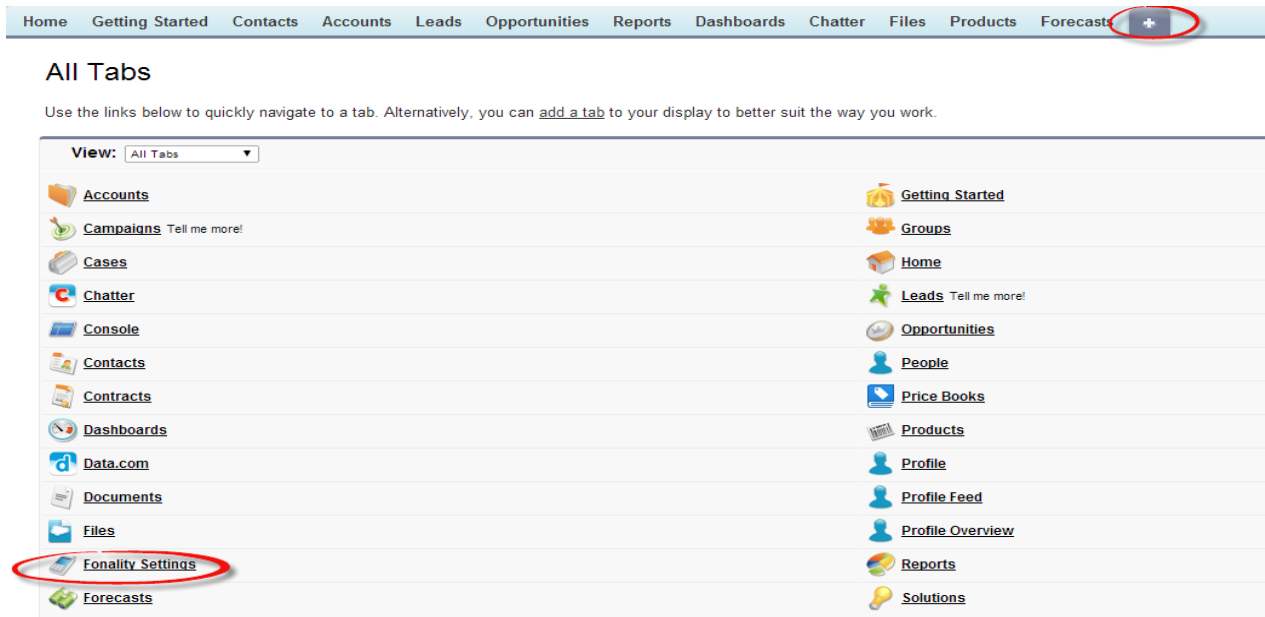 Home Getting Started Contacts Accounts Leads Opportunities Reports Dashboards Chatter Files Products Forecasts +
All Tabs
Use the links below to quickly navigate to a tab. Alternatively, you can add a tab to your display to better suit the way you work.
View: All Tabs
Accounts
Campaigns Tell me more!
Cases
Chatter
Console
Contacts
Contracts
Dashboards
Data.com
Documents
Files
Fonality Settings
Forecasts
Getting Started
Groups
Home
Leads Tell me more!
Opportunities
People
Price Books
Products
Profile
Profile Feed
Profile Overview
Reports
Solutions